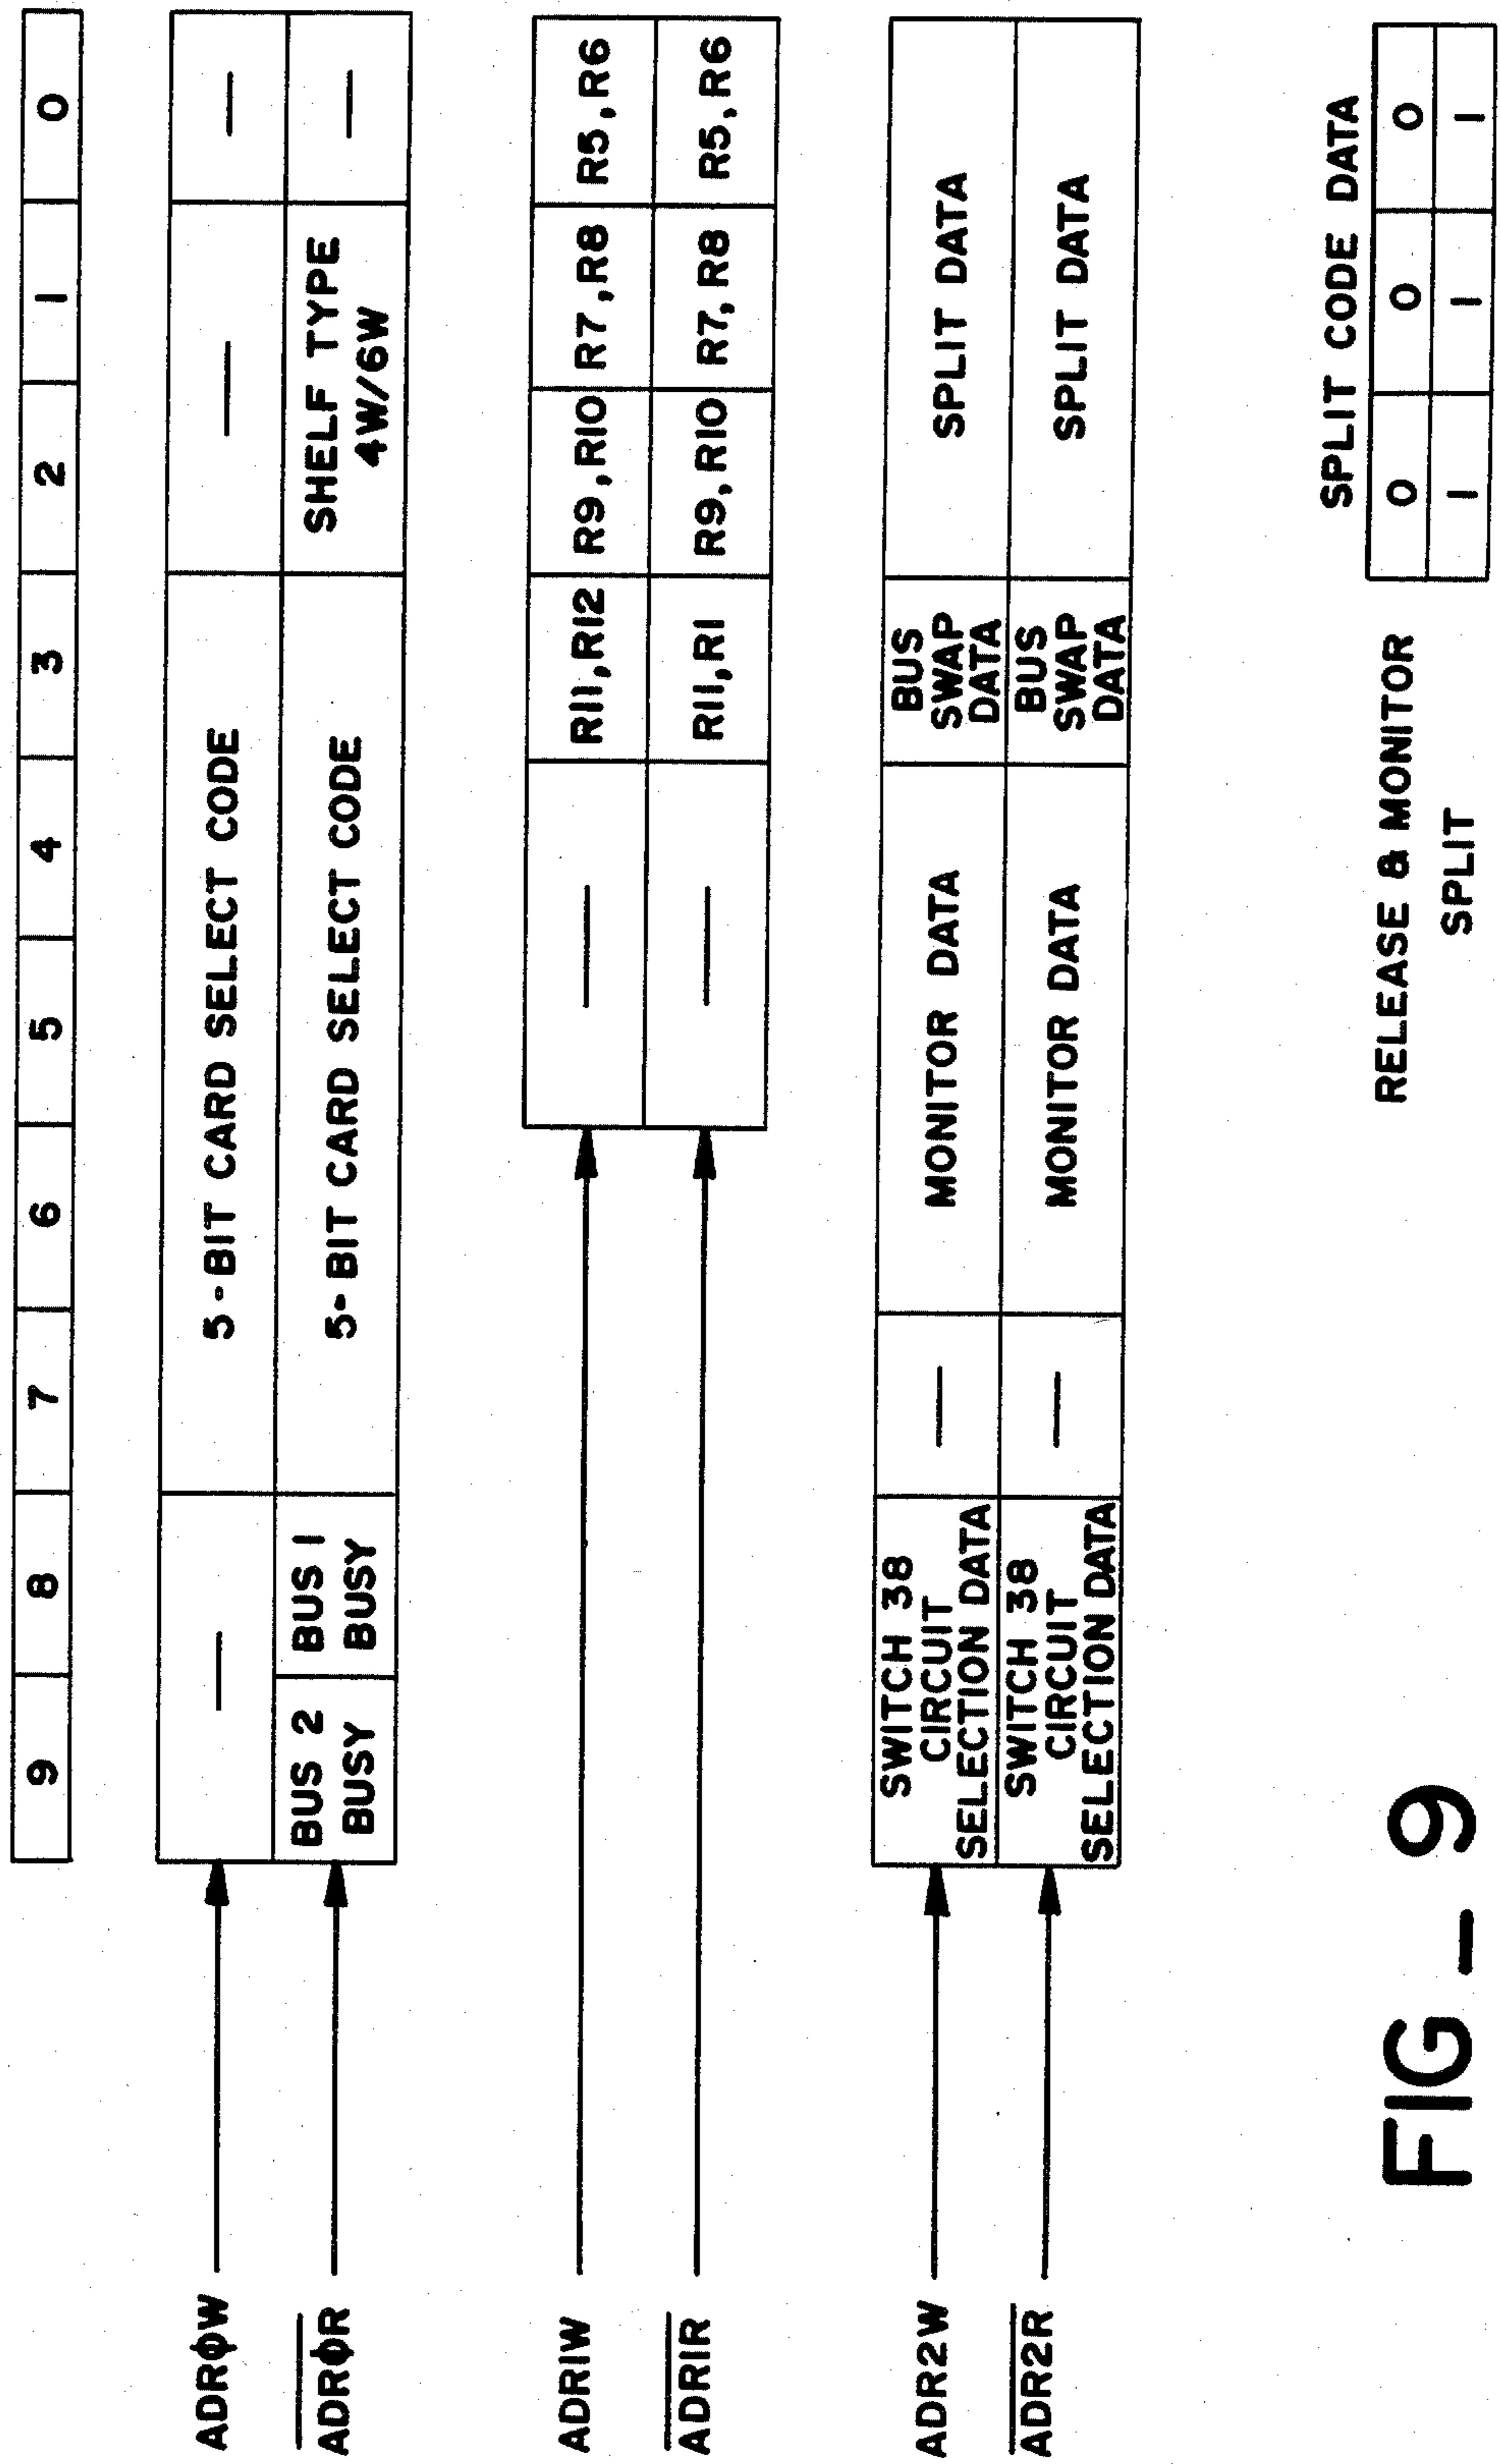 9 8 7 6 5 4 3 2 1 0
ADRΦW — 5-BIT CARD SELECT CODE — —
ADRΦR BUS 2 BUSY BUS 1 BUSY 5-BIT CARD SELECT CODE SHELF TYPE 4W/6W —
ADR1W — R11,R12 R9,R10 R7,R8 R5,R6
ADR1R — R11,R1 R9,R10 R7,R8 R5,R6
ADR2W SWITCH 38 CIRCUIT SELECTION DATA — MONITOR DATA BUS SWAP DATA SPLIT DATA
ADR2R SWITCH 38 CIRCUIT SELECTION DATA — MONITOR DATA BUS SWAP DATA SPLIT DATA
SPLIT CODE DATA
RELEASE & MONITOR 0 0 0
SPLIT 1 1 1
FIG - 9